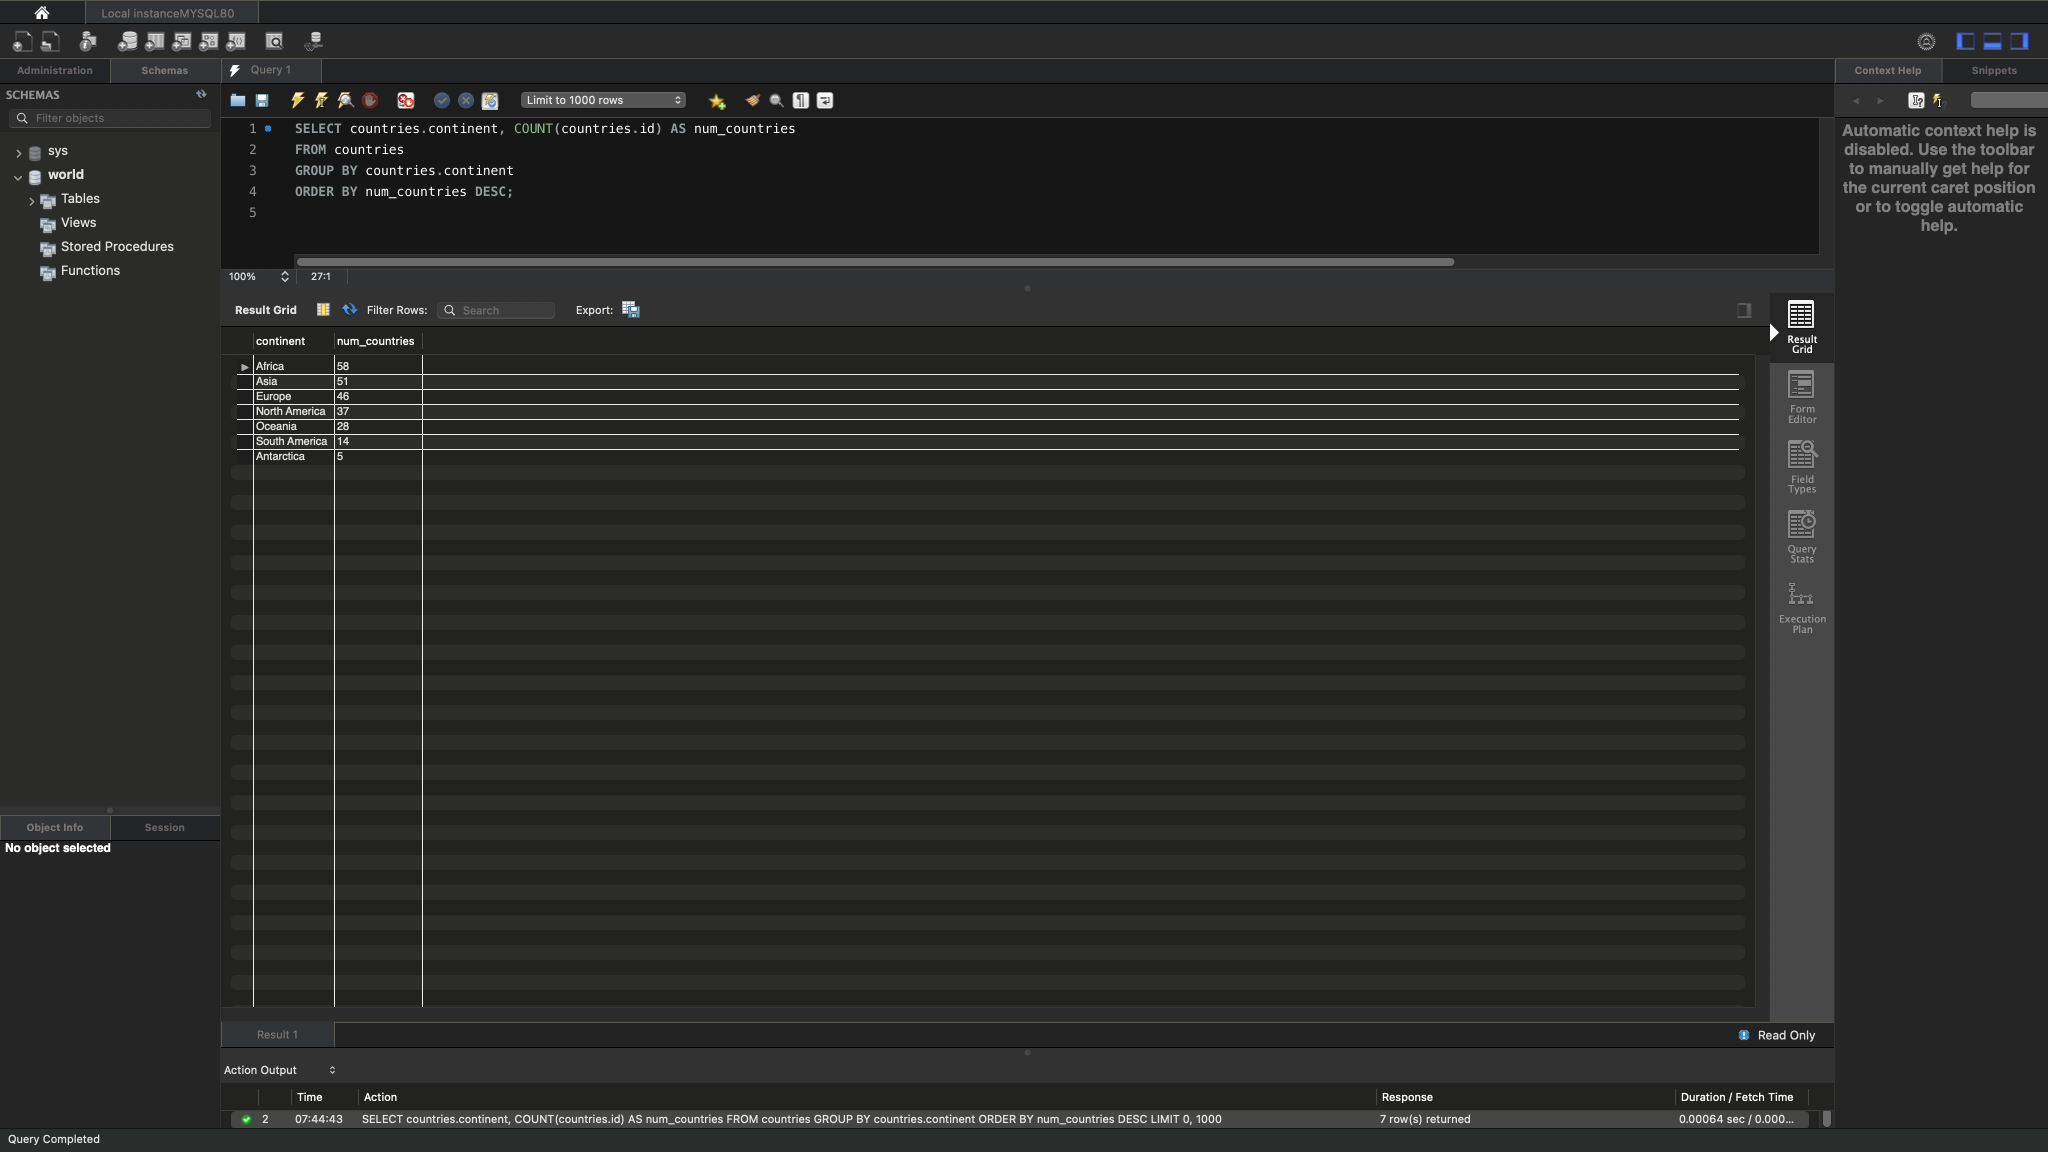 Local instanceMYSQL80
Administration
Schemas
Query 1
Context Help
Snippets
SCHEMAS
Filter objects
sys
world
Tables
Views
Stored Procedures
Functions
Limit to 1000 rows
1 SELECT countries.continent, COUNT(countries.id) AS num_countries
2 FROM countries
3 GROUP BY countries.continent
4 ORDER BY num_countries DESC;
5
100%
27:1
Automatic context help is
disabled. Use the toolbar
to manually get help for
the current caret position
or to toggle automatic
help.
Result Grid
Filter Rows:
Search
Export:
continent num_countries
Africa 58
Asia 51
Europe 46
North America 37
Oceania 28
South America 14
Antarctica 5
Result
Grid
Form
Editor
Field
Types
Query
Stats
Execution
Plan
Object Info
Session
No object selected
Result 1
Read Only
Action Output
Time Action Response Duration / Fetch Time
2 07:44:43 SELECT countries.continent, COUNT(countries.id) AS num_countries FROM countries GROUP BY countries.continent ORDER BY num_countries DESC LIMIT 0, 1000 7 row(s) returned 0.00064 sec / 0.000...
Query Completed